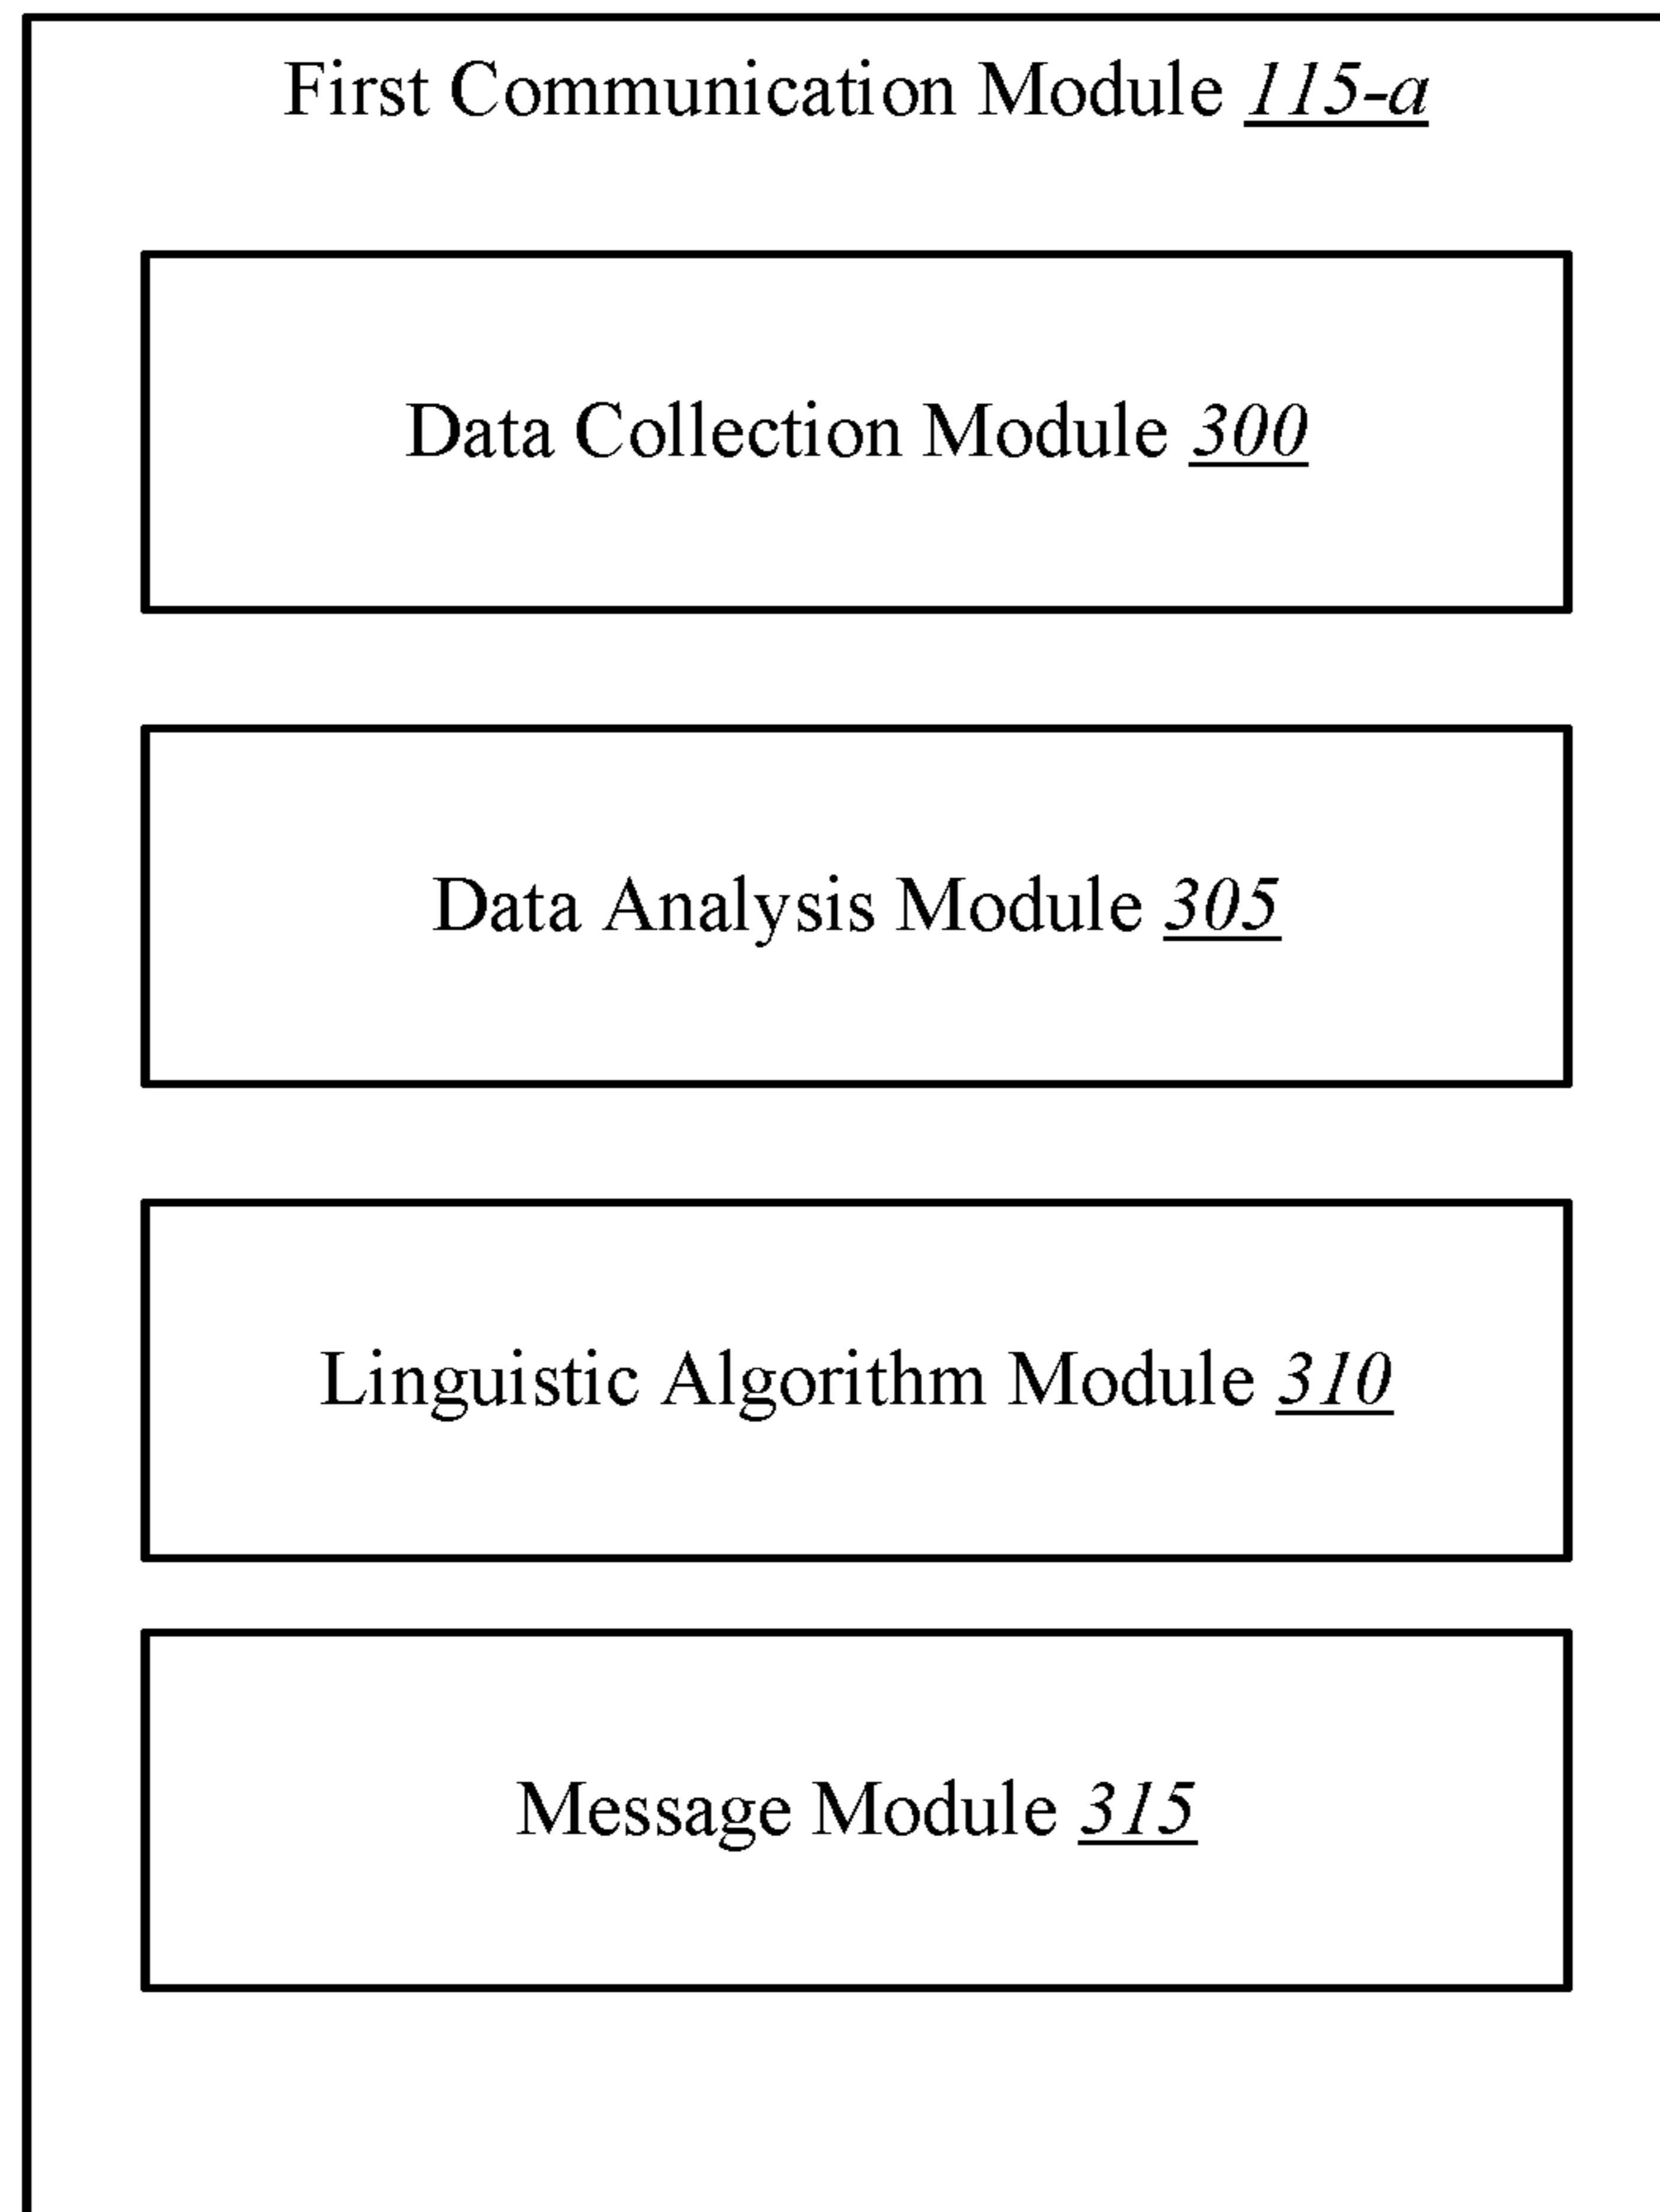 First Communication Module 115-a
Data Collection Module 300
Data Analysis Module 305
Linguistic Algorithm Module 310
Message Module 315